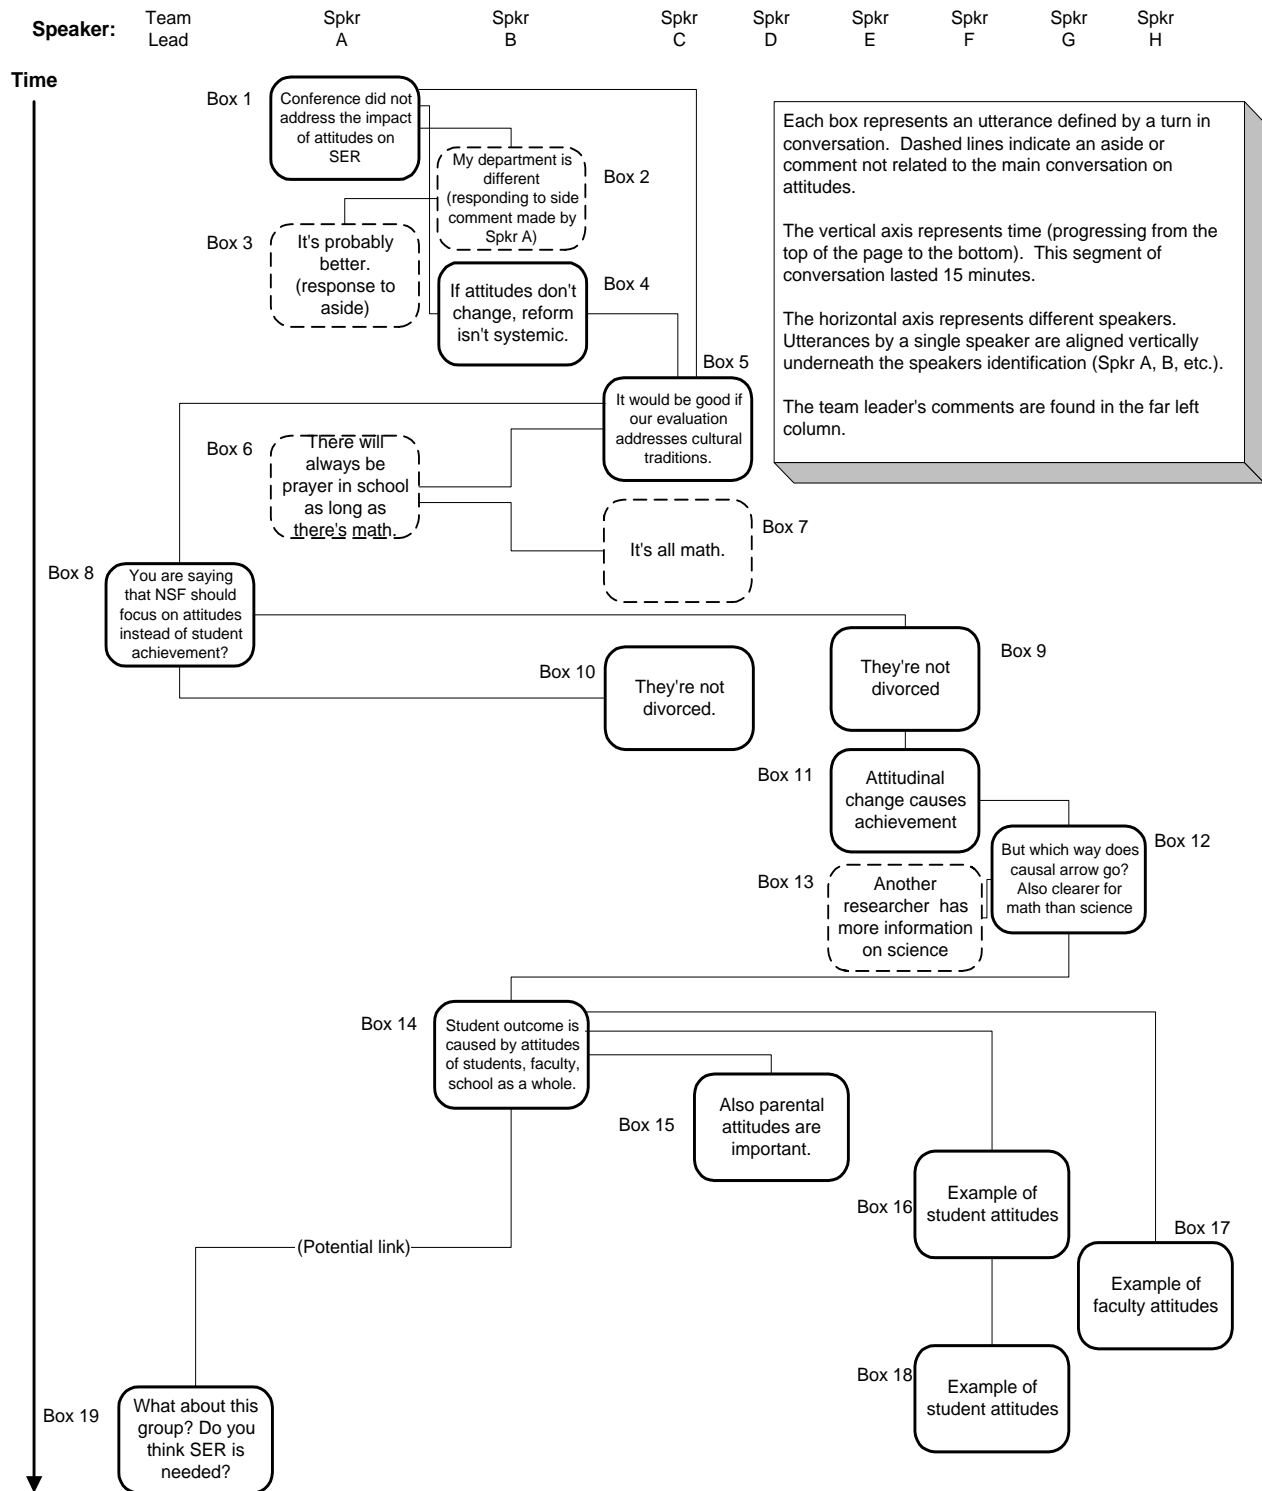 Speaker:
Team
Lead
Spkr
A
Spkr
B
Spkr
C
Spkr
D
Spkr
E
Spkr
F
Spkr
G
Spkr
H
Time
Box 1
Conference did not
address the impact
of attitudes on
SER
Each box represents an utterance defined by a turn in
conversation. Dashed lines indicate an aside or
comment not related to the main conversation on
attitudes.
The vertical axis represents time (progressing from the
top of the page to the bottom). This segment of
conversation lasted 15 minutes.
The horizontal axis represents different speakers.
Utterances by a single speaker are aligned vertically
underneath the speakers identification (Spkr A, B, etc.).
The team leader's comments are found in the far left
column.
My department is
different
(responding to side
comment made by
Spkr A)
Box 2
Box 3
It's probably
better.
(response to
aside)
If attitudes don't
change, reform
isn't systemic.
Box 4
Box 5
It would be good if
our evaluation
addresses cultural
traditions.
Box 6
There will
always be
prayer in school
as long as
there's math.
Box 7
It's all math.
Box 8
You are saying
that NSF should
focus on attitudes
instead of student
achievement?
They're not
divorced
Box 9
Box 10
They're not
divorced.
Box 11
Attitudinal
change causes
achievement
But which way does
causal arrow go?
Also clearer for
math than science
Box 12
Box 13
Another
researcher has
more information
on science
Box 14
Student outcome is
caused by attitudes
of students, faculty,
school as a whole.
Box 15
Also parental
attitudes are
important.
Box 16
Example of
student attitudes
Box 17
Example of
faculty attitudes
(Potential link)
Box 18
Example of
student attitudes
Box 19
What about this
group? Do you
think SER is
needed?